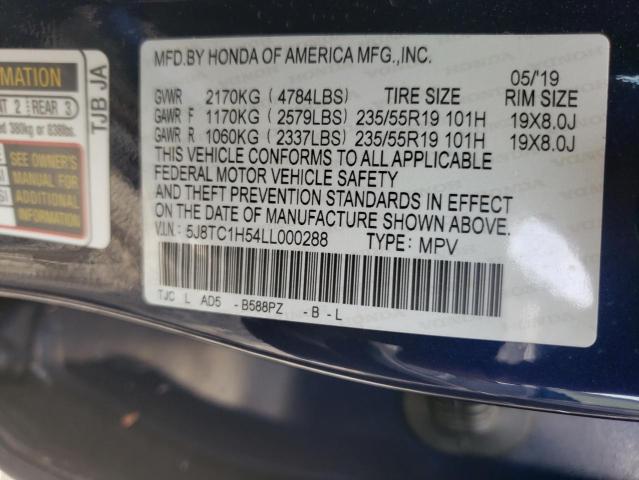 MFD.BY HONDA OF AMERICA MFG.,INC.
05/'19
GVWR 2170KG (4784LBS) TIRE SIZE RIM SIZE
GAWR F 1170KG (2579LBS) 235/55R19 101H 19X8.0J
GAWR R 1060KG (2337LBS) 235/55R19 101H 19X8.0J
THIS VEHICLE CONFORMS TO ALL APPLICABLE
FEDERAL MOTOR VEHICLE SAFETY
AND THEFT PREVENTION STANDARDS IN EFFECT
ON THE DATE OF MANUFACTURE SHOWN ABOVE.
V.I.N.: 5J8TC1H54LL000288 TYPE: MPV
TJC L AD5 -B588PZ -B -L
TJB JA
2 REAR 3
380kg or 838lbs.
SEE OWNER'S
MANUAL FOR
ADDITIONAL
INFORMATION